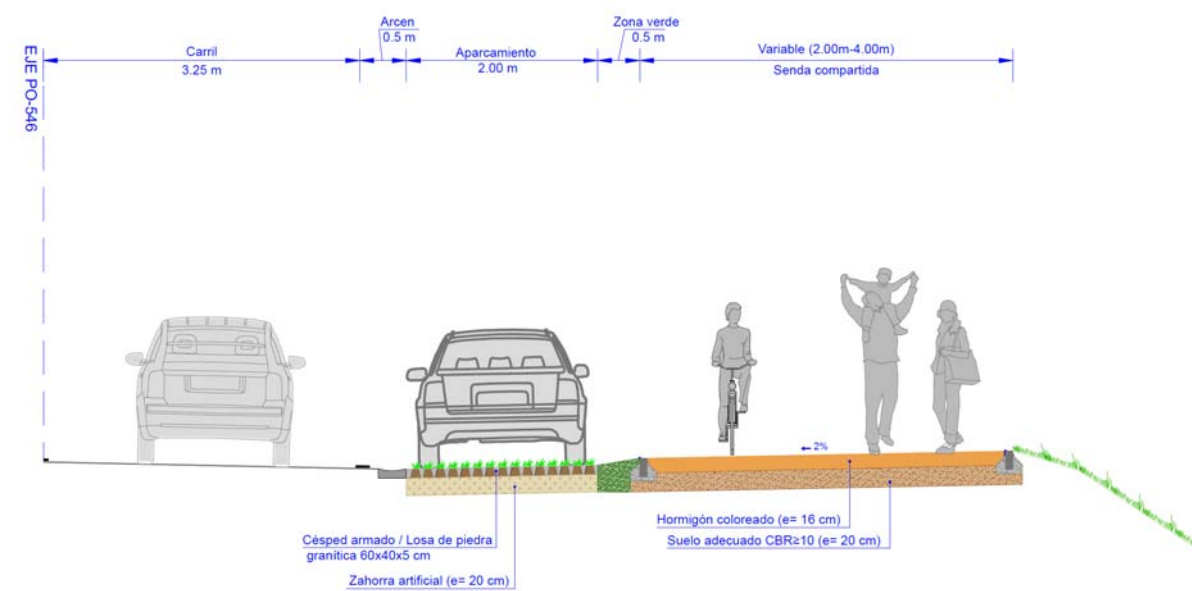 Arcen
0.5 m
Zona verde
0.5 m
Carril
3.25 m
Aparcamiento
2.00 m
Variable (2.00m-4.00m)
Senda compartida
EJE PO-546
2%
Hormigón coloreado (e= 16 cm)
Césped armado / Losa de piedra
granítica 60x40x5 cm
Suelo adecuado CBR≥10 (e= 20 cm)
Zahorra artificial (e= 20 cm)